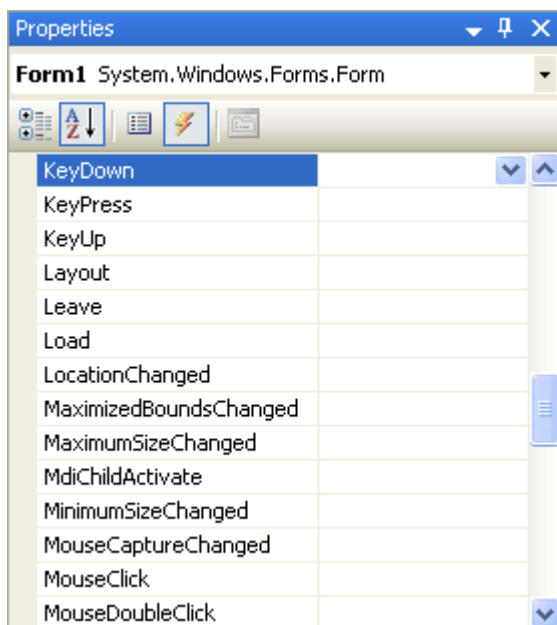 Properties
Form1 System.Windows.Forms.Form
A
Z
KeyDown
KeyPress
KeyUp
Layout
Leave
Load
LocationChanged
MaximizedBoundsChanged
MaximumSizeChanged
MdiChildActivate
MinimumSizeChanged
MouseCaptureChanged
MouseClick
MouseDoubleClick